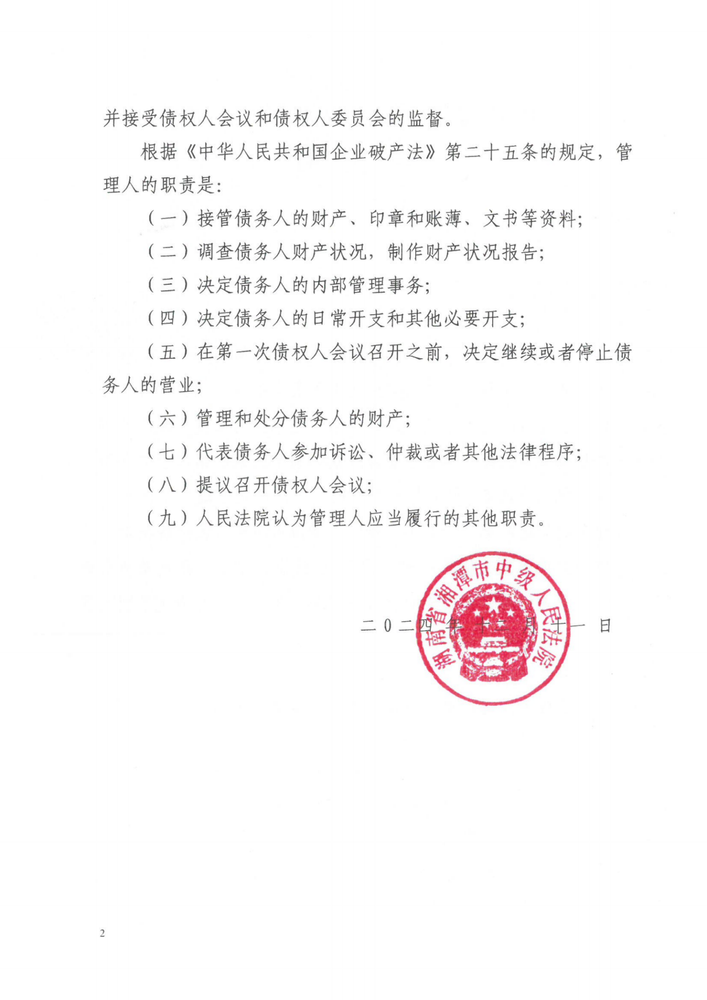 并接受债权人会议和债权人委员会的监督。
根据《中华人民共和国企业破产法》第二十五条的规定，管
理人的职责是：
（一）接管债务人的财产、印章和账薄、文书等资料；
（二）调查债务人财产状况，制作财产状况报告；
（三）决定债务人的内部管理事务；
（四）决定债务人的日常开支和其他必要开支；
（五）在第一次债权人会议召开之前，决定继续或者停止债
务人的营业；
（六）管理和处分债务人的财产；
（七）代表债务人参加诉讼、仲裁或者其他法律程序；
（八）提议召开债权人会议；
（九）人民法院认为管理人应当履行的其他职责。
湖南省湘潭市中级人民法院
二0二四年十二月十一日
2